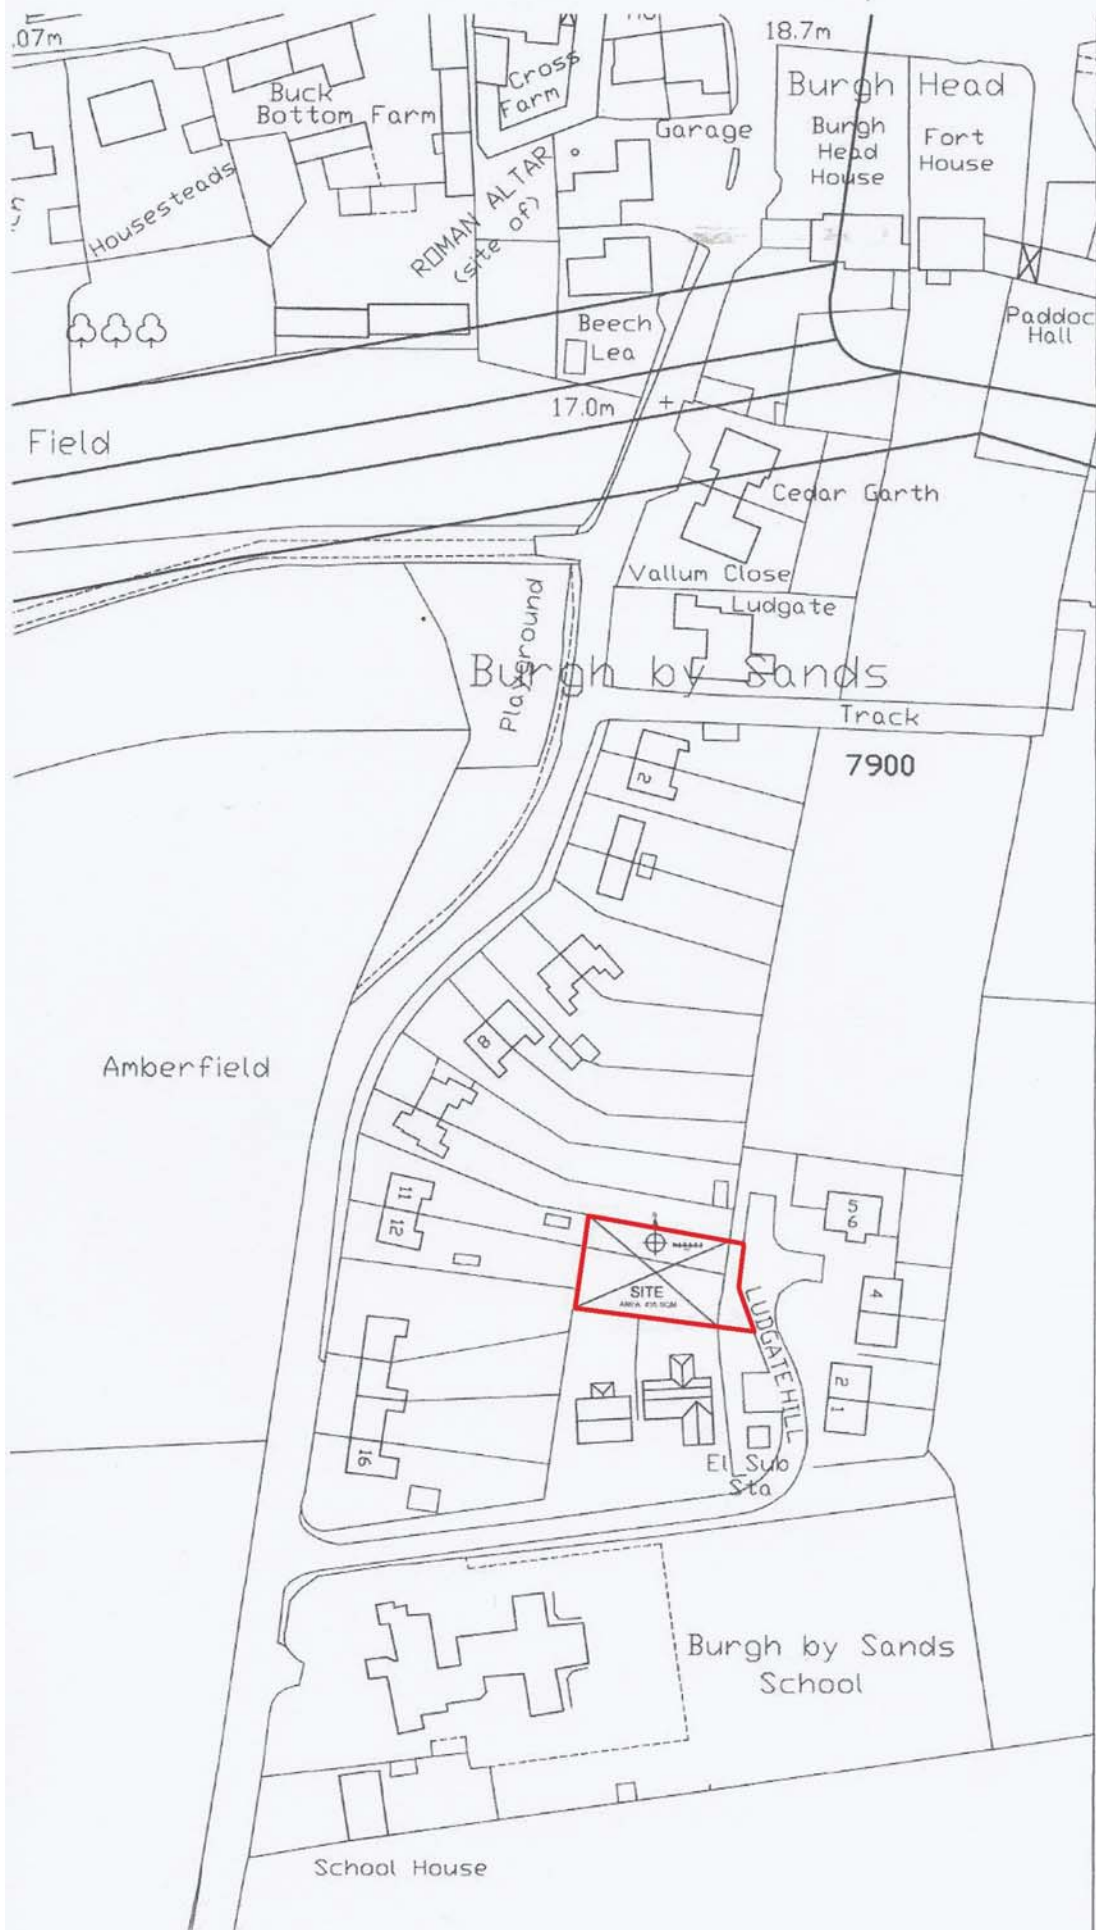 .07m
18.7m
Buck
Bottom Farm
Cross
Farm
Garage
Burgh Head
Burgh
Head
House
Fort
House
Housesteads
ROMAN ALTAR
(site of)
Beech
Lea
Paddoc
Hall
17.0m
Field
Cedar Garth
Vallum Close
Ludgate
Playground
Burgh by Sands
Track
7900
2
8
Amberfield
11
12
5
6
4
SITE
LUDGATE HILL
2
1
16
El Sub
Sta
Burgh by Sands
School
School House